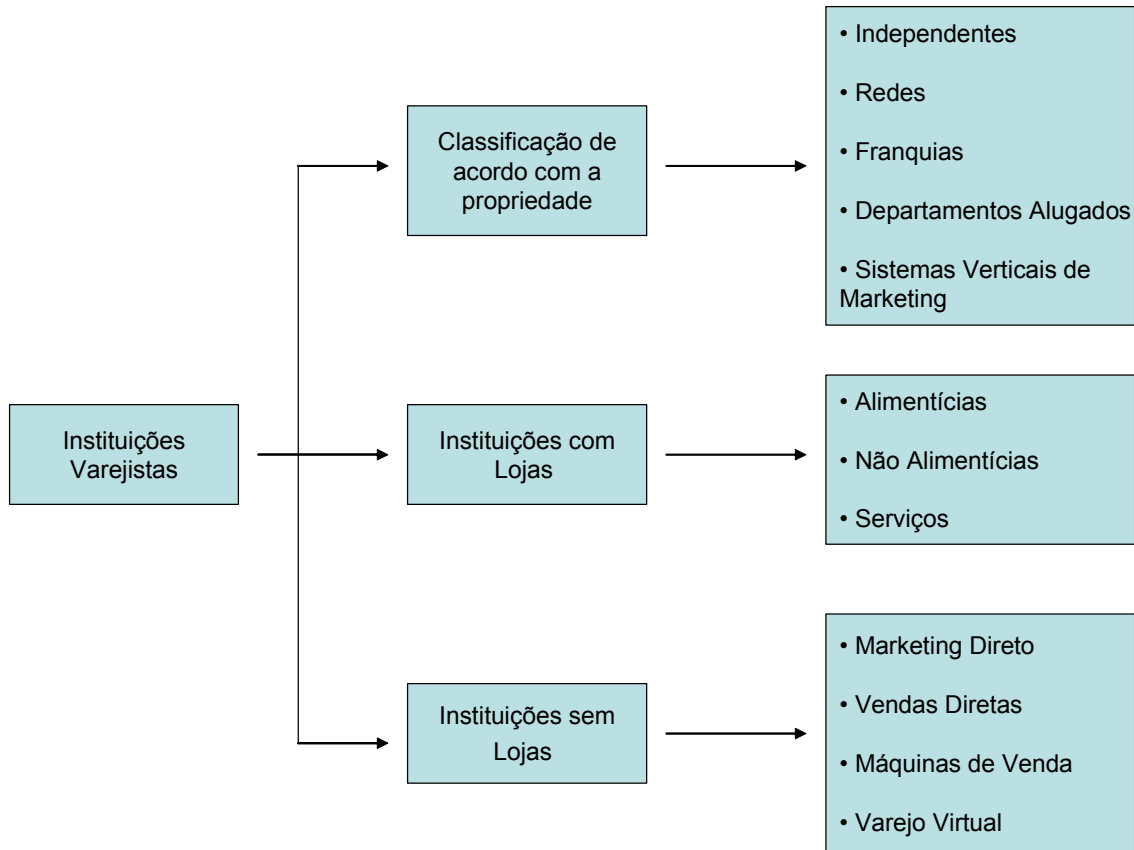 Instituições
Varejistas
Classificação de
acordo com a
propriedade
• Independentes
• Redes
• Franquias
• Departamentos Alugados
• Sistemas Verticais de
Marketing
Instituições com
Lojas
• Alimentícias
• Não Alimentícias
• Serviços
Instituições sem
Lojas
• Marketing Direto
• Vendas Diretas
• Máquinas de Venda
• Varejo Virtual